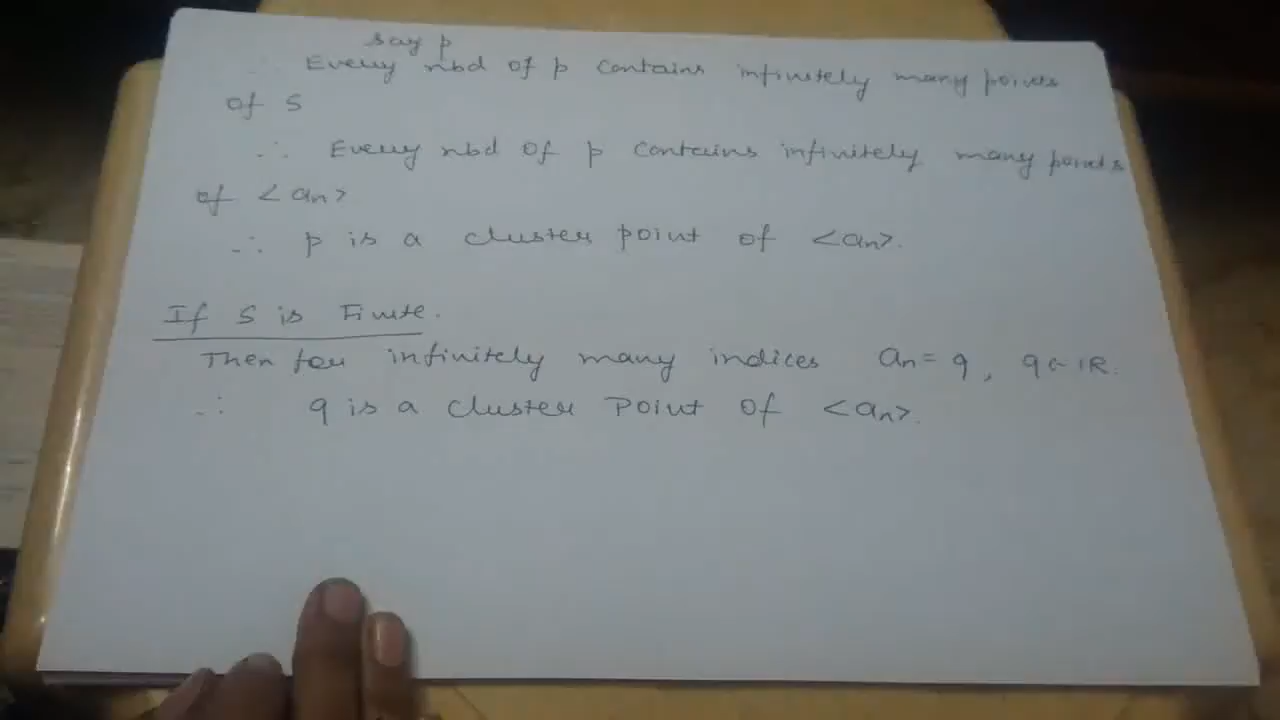 say p
Every nbd of p contains infinitely many points
of S
∴ Every nbd of p contains infinitely many points
of <an>
∴ p is a cluster point of <an>.
If S is Finite.
Then for infinitely many indices an = q, q ∈ IR.
∴ q is a cluster Point of <an>.